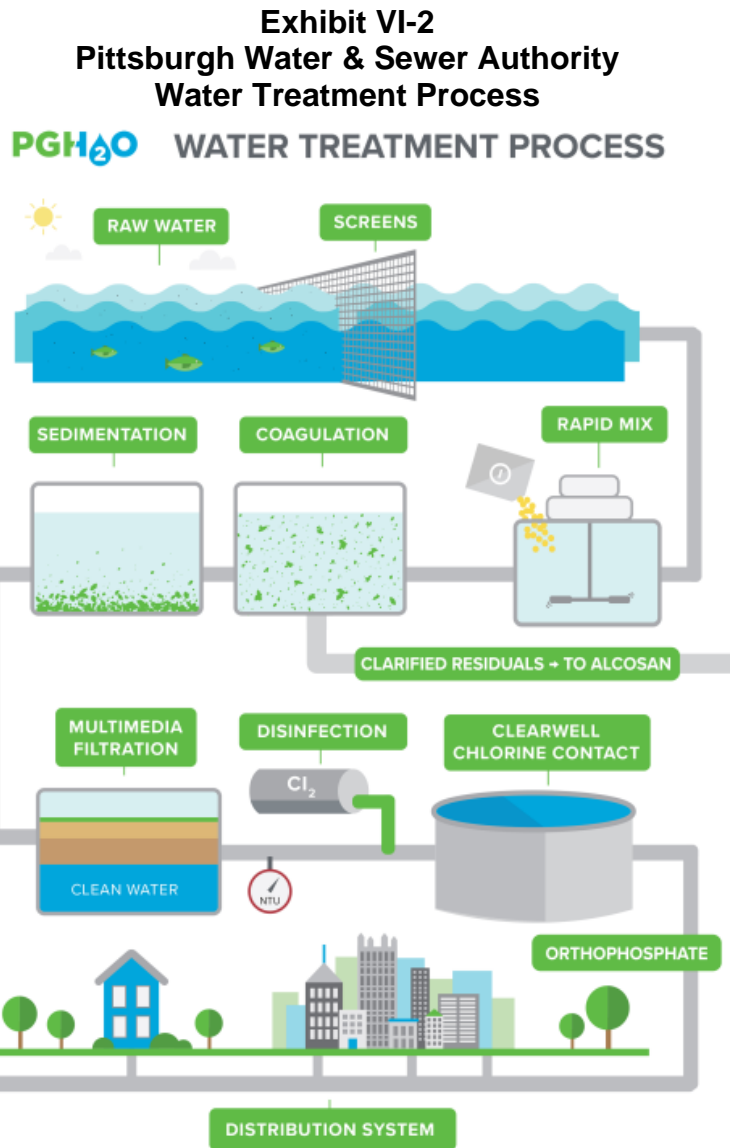 Exhibit VI-2
Pittsburgh Water & Sewer Authority
Water Treatment Process
PGH2O WATER TREATMENT PROCESS
RAW WATER
SCREENS
SEDIMENTATION
COAGULATION
RAPID MIX
CLARIFIED RESIDUALS → TO ALCOSAN
MULTIMEDIA
FILTRATION
DISINFECTION
CLEARWELL
CHLORINE CONTACT
Cl2
CLEAN WATER
NTU
ORTHOPHOSPHATE
DISTRIBUTION SYSTEM